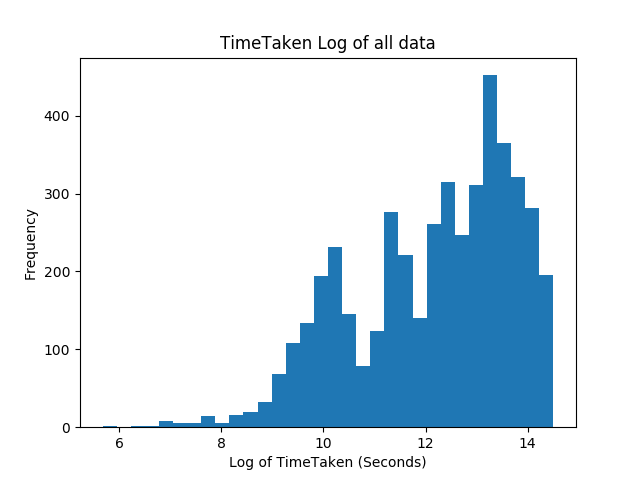 TimeTaken Log of all data
400
300
200
100
0
Frequency
6 8 10 12 14
Log of TimeTaken (Seconds)